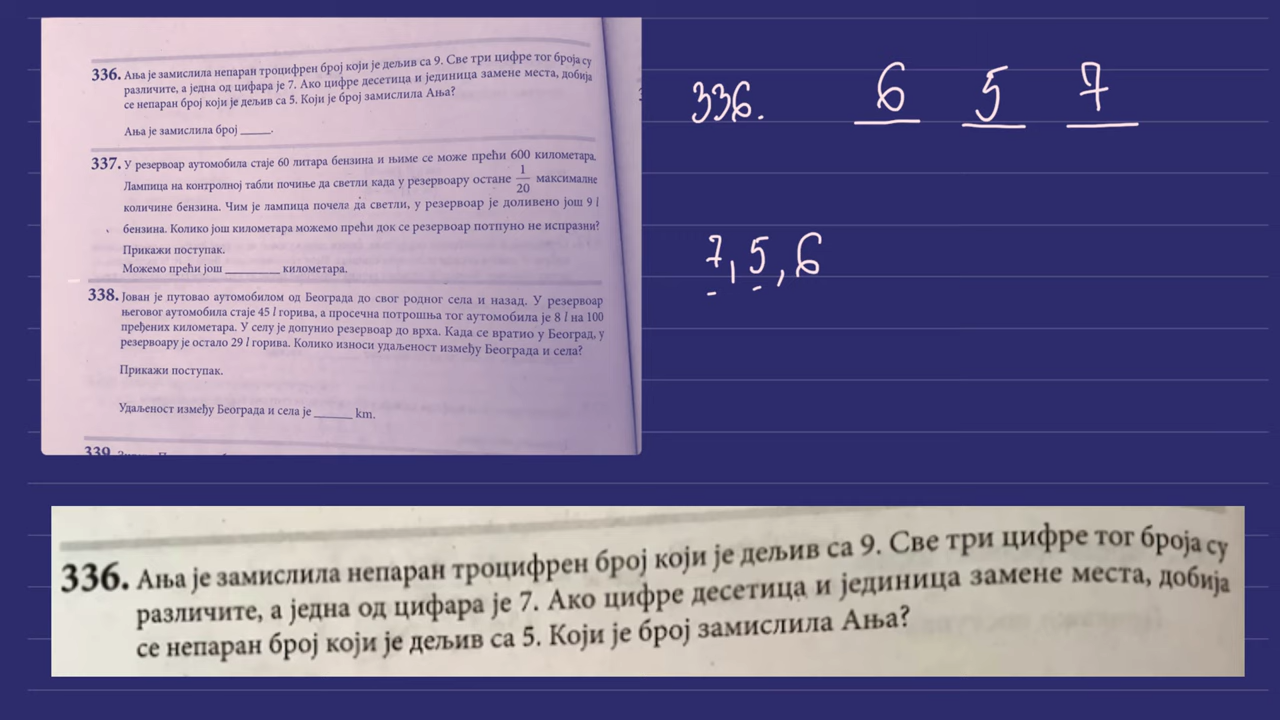 336. Ања је замислила непаран троцифрен број који је дељив са 9. Све три цифре тог броја су
различите, а једна од цифара је 7. Ако цифре десетица и јединица замене места, добија
се непаран број који је дељив са 5. Који је број замислила Ања?
Ања је замислила број _____.
337. У резервоар аутомобила стаје 60 литара бензина и њиме се може прећи 600 километара.
Лампица на контролној табли почиње да светли када у резервоару остане 1/20 максималне
количине бензина. Чим је лампица почела да светли, у резервоар је доливено још 9 l
бензина. Колико још километара можемо прећи док се резервоар потпуно не испразни?
Прикажи поступак.
Можемо прећи још _________ километара.
338. Јован је путовао аутомобилом од Београда до свог родног села и назад. У резервоар
његовог аутомобила стаје 45 l горива, а просечна потрошња тог аутомобила је 8 l на 100
пређених километара. У селу је допунио резервоар до врха. Када се вратио у Београд, у
резервоару је остало 29 l горива. Колико износи удаљеност између Београда и села?
Прикажи поступак.
Удаљеност између Београда и села је ______ km.
339.
336. 6 5 7
7, 5, 6
336. Ања је замислила непаран троцифрен број који је дељив са 9. Све три цифре тог броја су
различите, а једна од цифара је 7. Ако цифре десетица и јединица замене места, добија
се непаран број који је дељив са 5. Који је број замислила Ања?